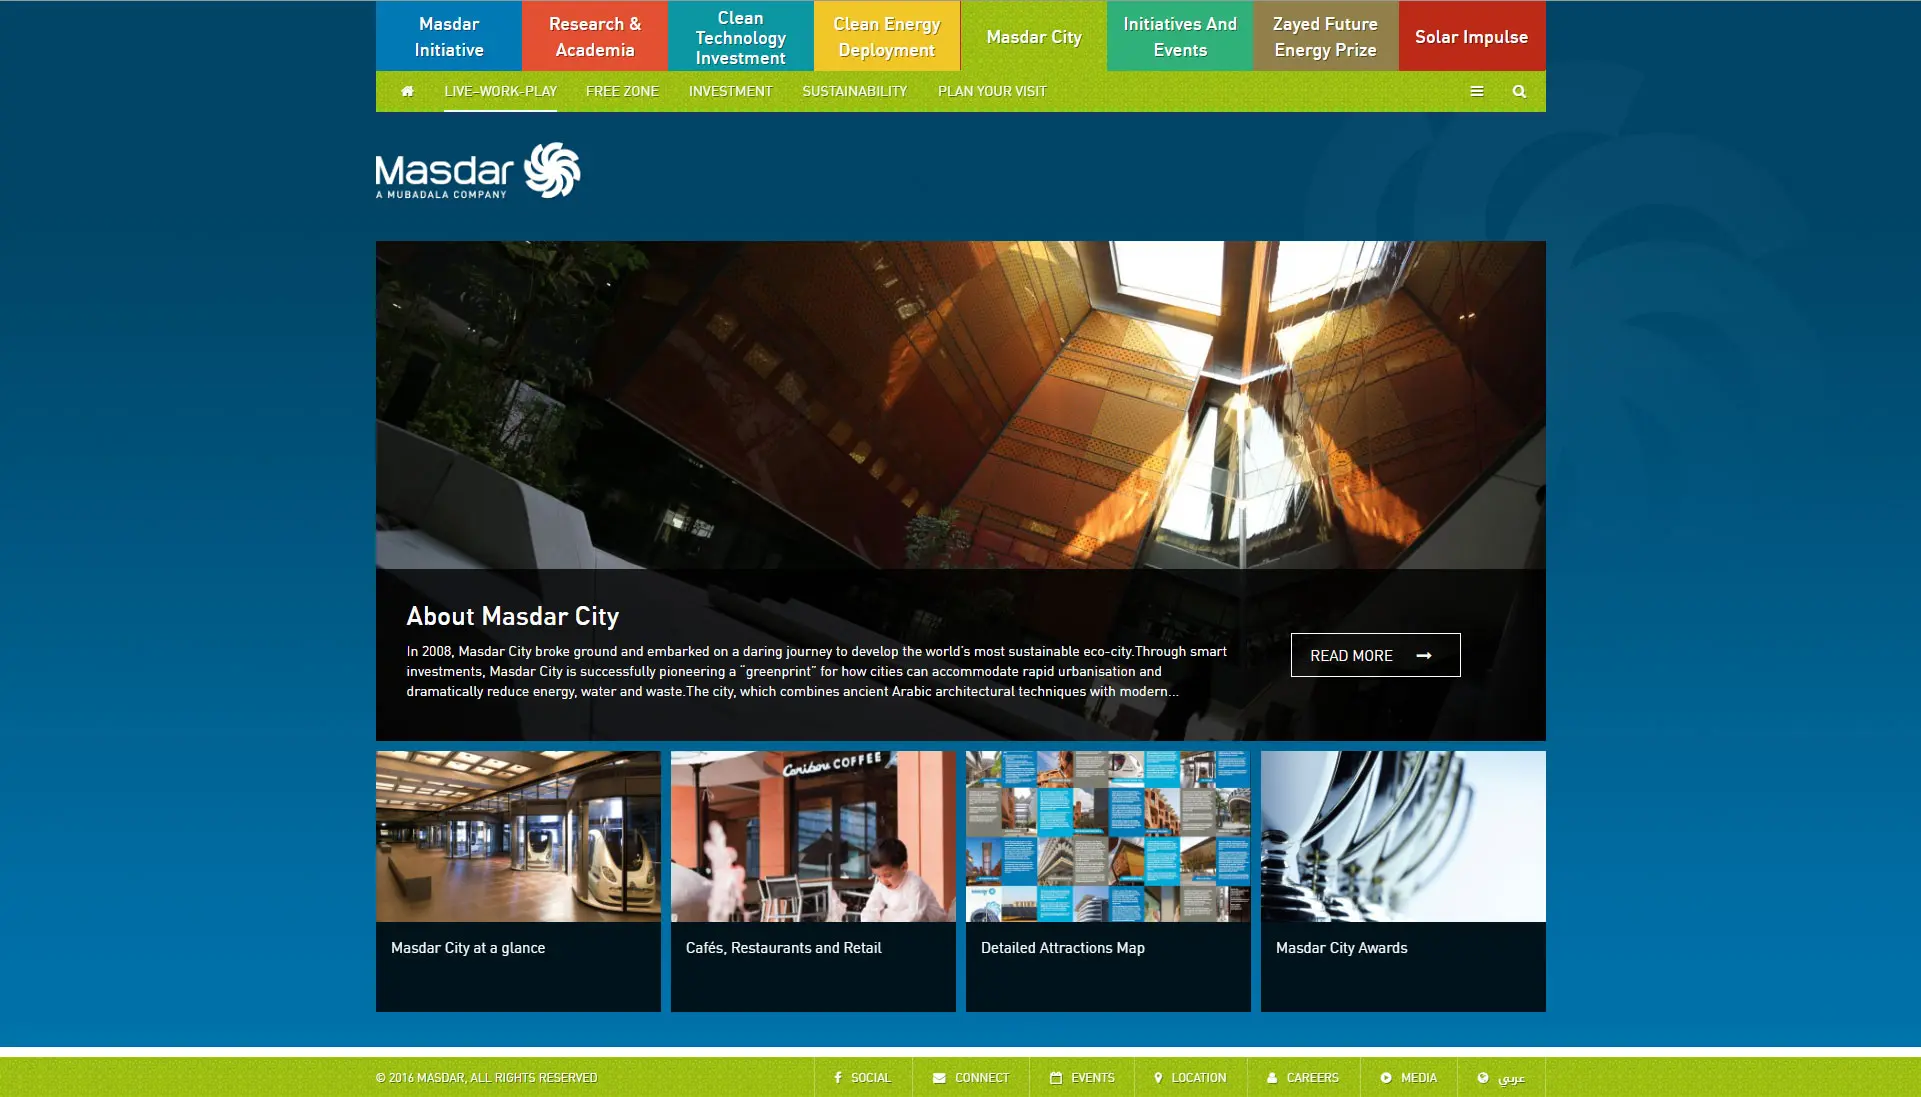 Masdar
Initiative
Research &
Academia
Clean
Technology
Investment
Clean Energy
Deployment
Masdar City
Initiatives And
Events
Zayed Future
Energy Prize
Solar Impulse
LIVE-WORK-PLAY
FREE ZONE
INVESTMENT
SUSTAINABILITY
PLAN YOUR VISIT
Masdar
A MUBADALA COMPANY
About Masdar City
In 2008, Masdar City broke ground and embarked on a daring journey to develop the world's most sustainable eco-city.Through smart
investments, Masdar City is successfully pioneering a "greenprint" for how cities can accommodate rapid urbanisation and
dramatically reduce energy, water and waste.The city, which combines ancient Arabic architectural techniques with modern...
READ MORE
Caribou COFFEE
Masdar City at a glance
Cafés, Restaurants and Retail
Detailed Attractions Map
Masdar City Awards
© 2016 MASDAR, ALL RIGHTS RESERVED
SOCIAL
CONNECT
EVENTS
LOCATION
CAREERS
MEDIA
عربي